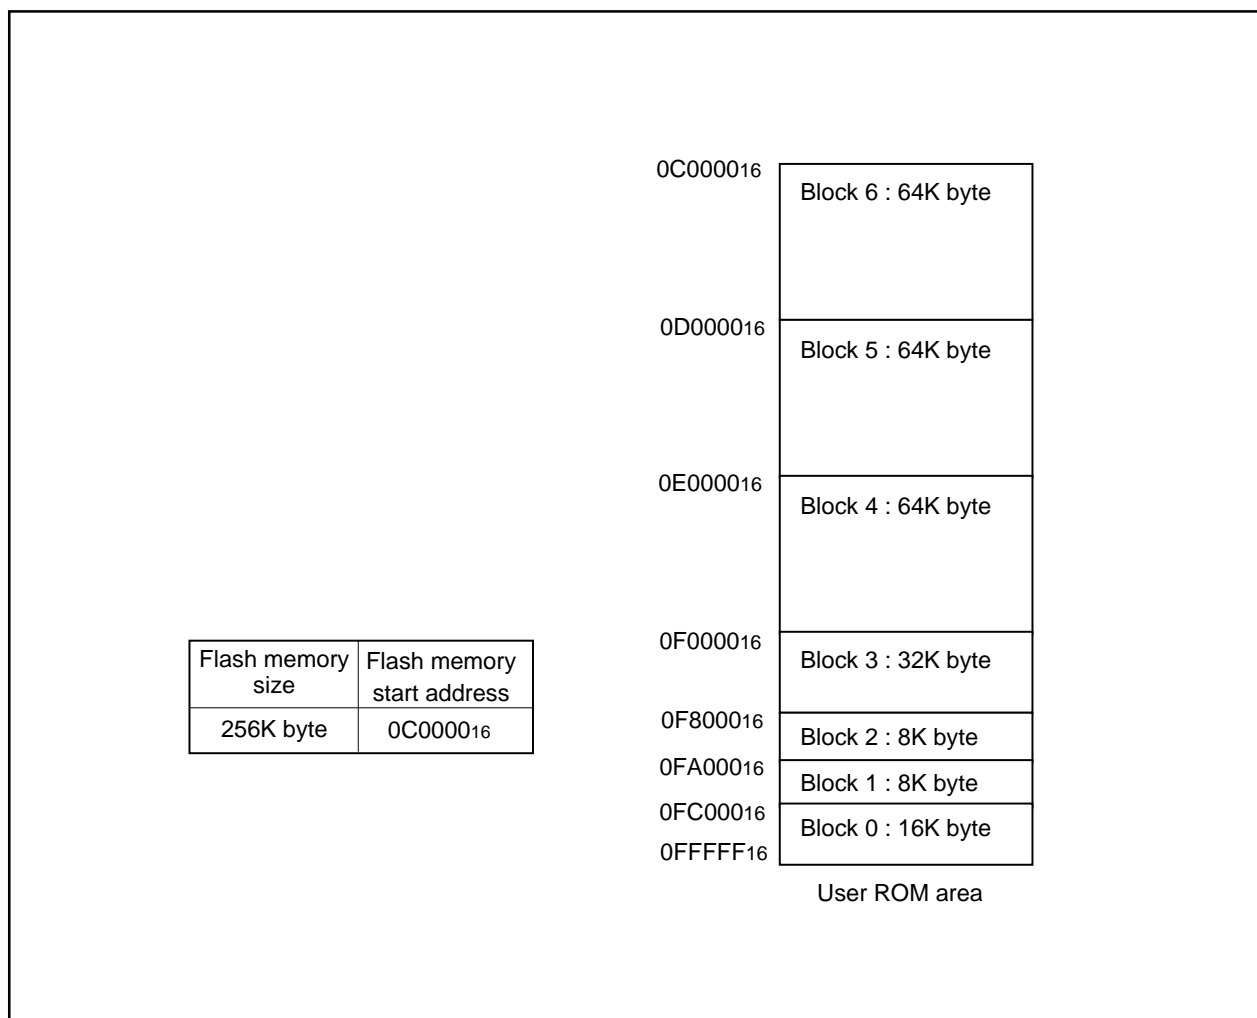 0C000016
Block 6 : 64K byte
0D000016
Block 5 : 64K byte
0E000016
Block 4 : 64K byte
0F000016
Block 3 : 32K byte
0F800016
Block 2 : 8K byte
0FA00016
Block 1 : 8K byte
0FC00016
Block 0 : 16K byte
0FFFFF16
User ROM area
Flash memory
size
Flash memory
start address
256K byte
0C000016